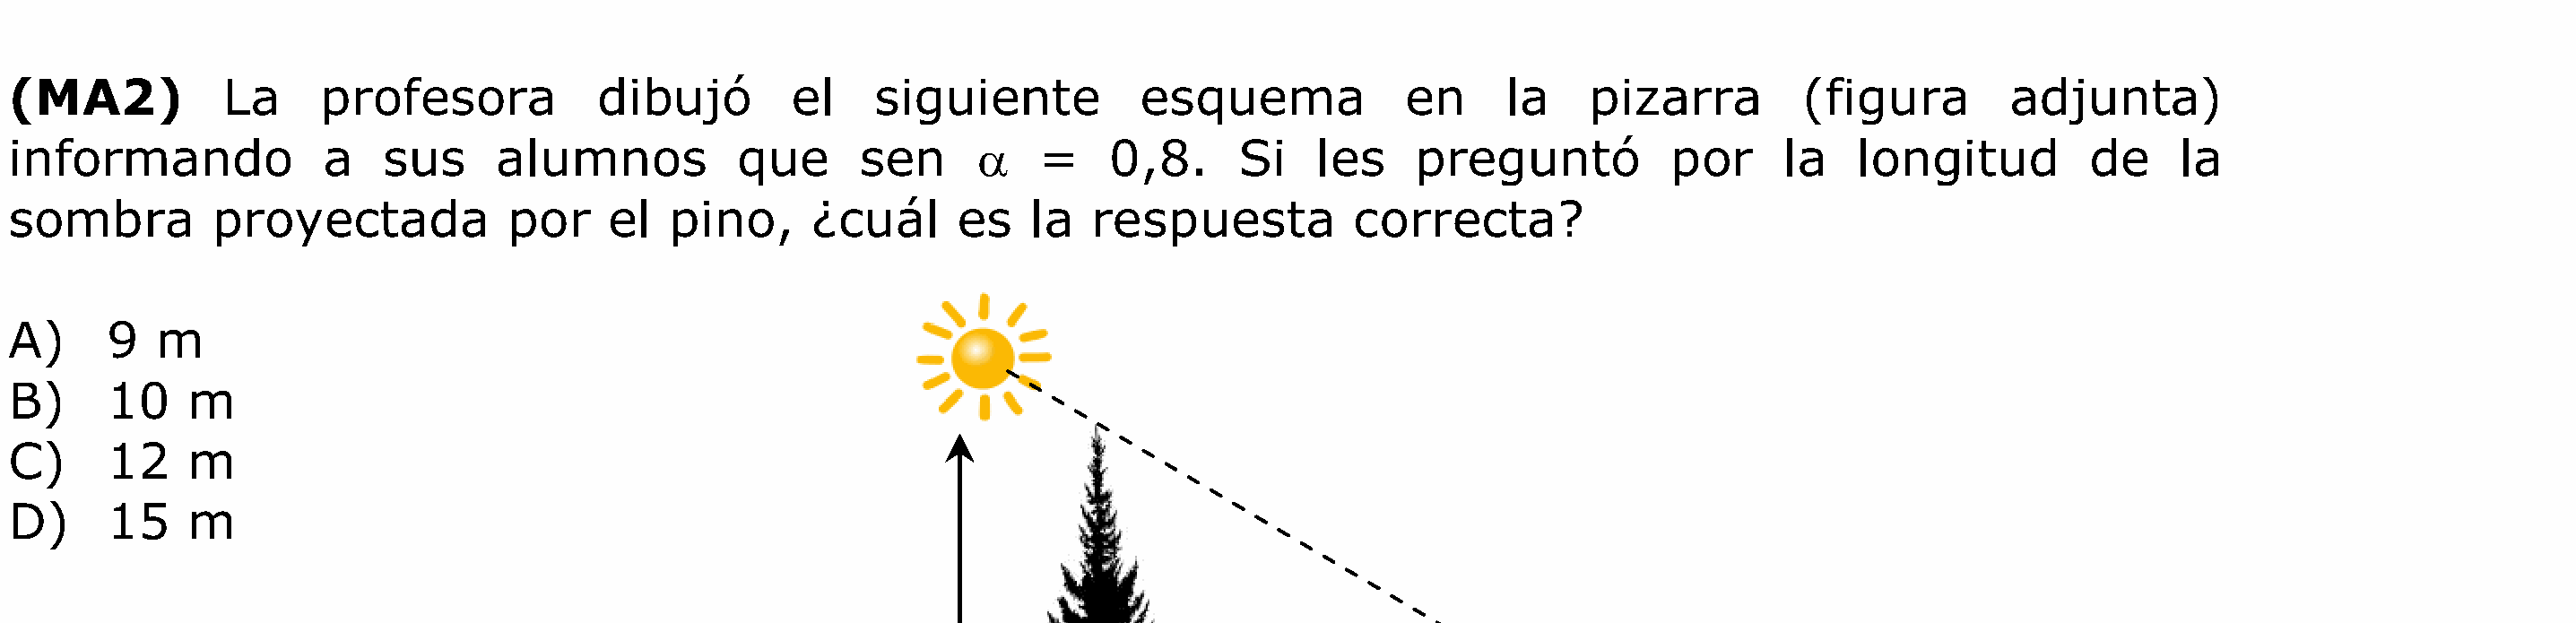 (MA2) La profesora dibujó el siguiente esquema en la pizarra (figura adjunta)
informando a sus alumnos que sen α = 0,8. Si les preguntó por la longitud de la
sombra proyectada por el pino, ¿cuál es la respuesta correcta?
A) 9 m
B) 10 m
C) 12 m
D) 15 m